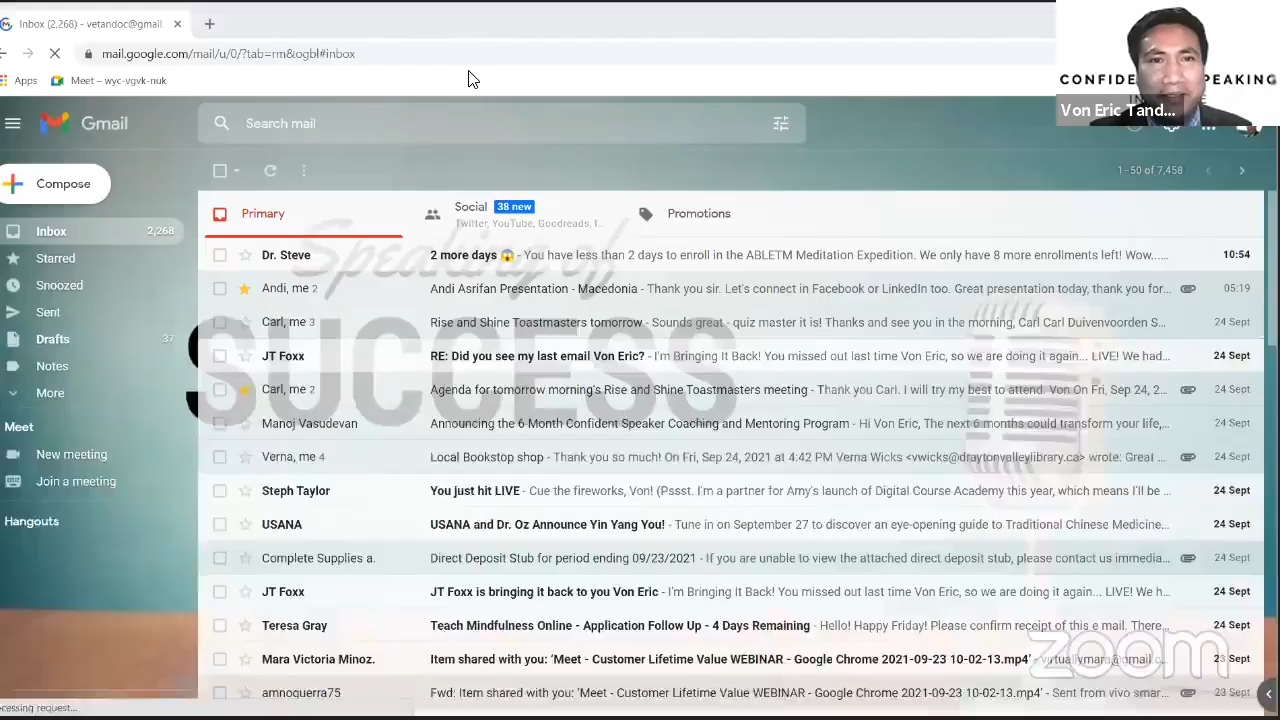 Inbox (2,268) - vetandoc@gmail.
mail.google.com/mail/u/0/?tab=rm&ogbl#inbox
Apps
Meet – wyc-vgvk-nuk
CONFIDE SPEAKING
Von Eric Tand...
Gmail
Search mail
Compose
1–50 of 7,458
Inbox 2,268
Starred
Snoozed
Sent
Drafts 37
Notes
More
Meet
New meeting
Join a meeting
Hangouts
Primary
Social 38 new
Twitter, YouTube, Goodreads, I...
Promotions
Speaking of
SUCCESS
Dr. Steve 2 more days 😱 - You have less than 2 days to enroll in the ABLETM Meditation Expedition. We only have 8 more enrollments left! Wow...... 10:54
Andi, me 2 Andi Asrifan Presentation - Macedonia - Thank you sir. Let's connect in Facebook or LinkedIn too. Great presentation today, thank you for... 05:19
Carl, me 3 Rise and Shine Toastmasters tomorrow - Sounds great - quiz master it is! Thanks and see you in the morning, Carl Carl Duivenvoorden S... 24 Sept
JT Foxx RE: Did you see my last email Von Eric? - I'm Bringing It Back! You missed out last time Von Eric, so we are doing it again... LIVE! We had... 24 Sept
Carl, me 2 Agenda for tomorrow morning's Rise and Shine Toastmasters meeting - Thank you Carl. I will try my best to attend. Von On Fri, Sep 24, 2... 24 Sept
Manoj Vasudevan Announcing the 6-Month Confident Speaker Coaching and Mentoring Program - Hi Von Eric, The next 6 months could transform your life,... 24 Sept
Verna, me 4 Local Bookstop shop - Thank you so much! On Fri, Sep 24, 2021 at 4:42 PM Verna Wicks <vwicks@draytonvalleylibrary.ca> wrote: Great ... 24 Sept
Steph Taylor You just hit LIVE - Cue the fireworks, Von! (Pssst. I'm a partner for Amy's launch of Digital Course Academy this year, which means I'll be ... 24 Sept
USANA USANA and Dr. Oz Announce Yin Yang You! - Tune in on September 27 to discover an eye-opening guide to Traditional Chinese Medicine... 24 Sept
Complete Supplies a. Direct Deposit Stub for period ending 09/23/2021 - If you are unable to view the attached direct deposit stub, please contact us immedia... 24 Sept
JT Foxx JT Foxx is bringing it back to you Von Eric - I'm Bringing It Back! You missed out last time Von Eric, so we are doing it again... LIVE! We h... 24 Sept
Teresa Gray Teach Mindfulness Online - Application Follow Up - 4 Days Remaining - Hello! Happy Friday! Please confirm receipt of this e mail. There... 24 Sept
Mara Victoria Minoz. Item shared with you: 'Meet - Customer Lifetime Value WEBINAR - Google Chrome 2021-09-23 10-02-13.mp4' - virtuallymara@gmail.c... 23 Sept
amnoguerra75 Fwd: Item shared with you: 'Meet - Customer Lifetime Value WEBINAR - Google Chrome 2021-09-23 10-02-13.mp4' - Sent from vivo smar... 23 Sept
zoom
cessing request...